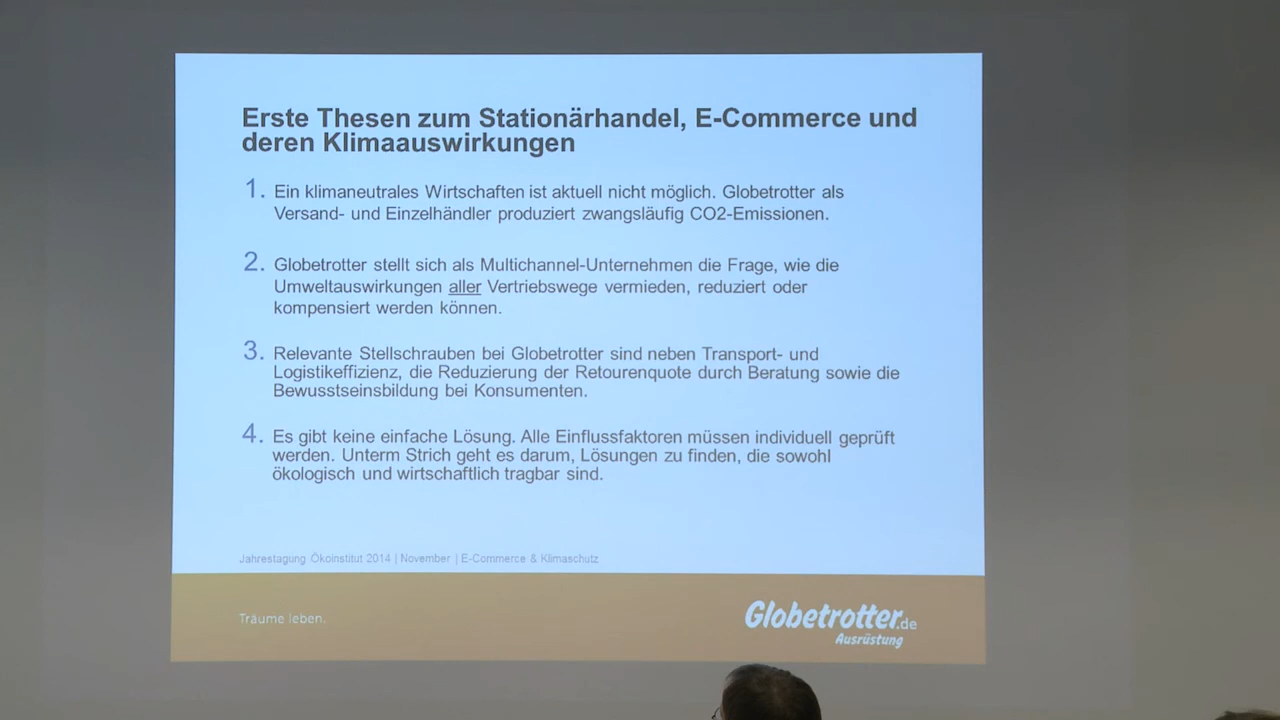 Erste Thesen zum Stationärhandel, E-Commerce und
deren Klimaauswirkungen
1. Ein klimaneutrales Wirtschaften ist aktuell nicht möglich. Globetrotter als
Versand- und Einzelhändler produziert zwangsläufig CO2-Emissionen.
2. Globetrotter stellt sich als Multichannel-Unternehmen die Frage, wie die
Umweltauswirkungen aller Vertriebswege vermieden, reduziert oder
kompensiert werden können.
3. Relevante Stellschrauben bei Globetrotter sind neben Transport- und
Logistikeffizienz, die Reduzierung der Retourenquote durch Beratung sowie die
Bewusstseinsbildung bei Konsumenten.
4. Es gibt keine einfache Lösung. Alle Einflussfaktoren müssen individuell geprüft
werden. Unterm Strich geht es darum, Lösungen zu finden, die sowohl
ökologisch und wirtschaftlich tragbar sind.
Jahrestagung Ökoinstitut 2014 | November | E-Commerce & Klimaschutz
Träume leben.
Globetrotter.de
Ausrüstung